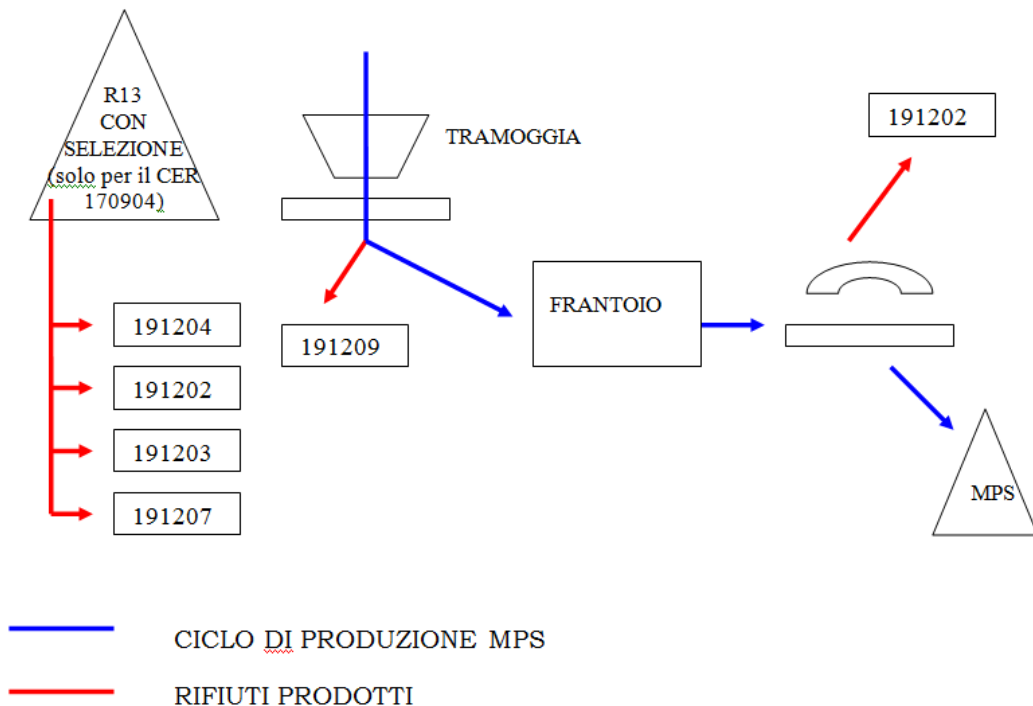 R13
CON
SELEZIONE
(solo per il CER
170904)
TRAMOGGIA
191202
191204
191209
FRANTOIO
191202
191203
191207
MPS
CICLO DI PRODUZIONE MPS
RIFIUTI PRODOTTI